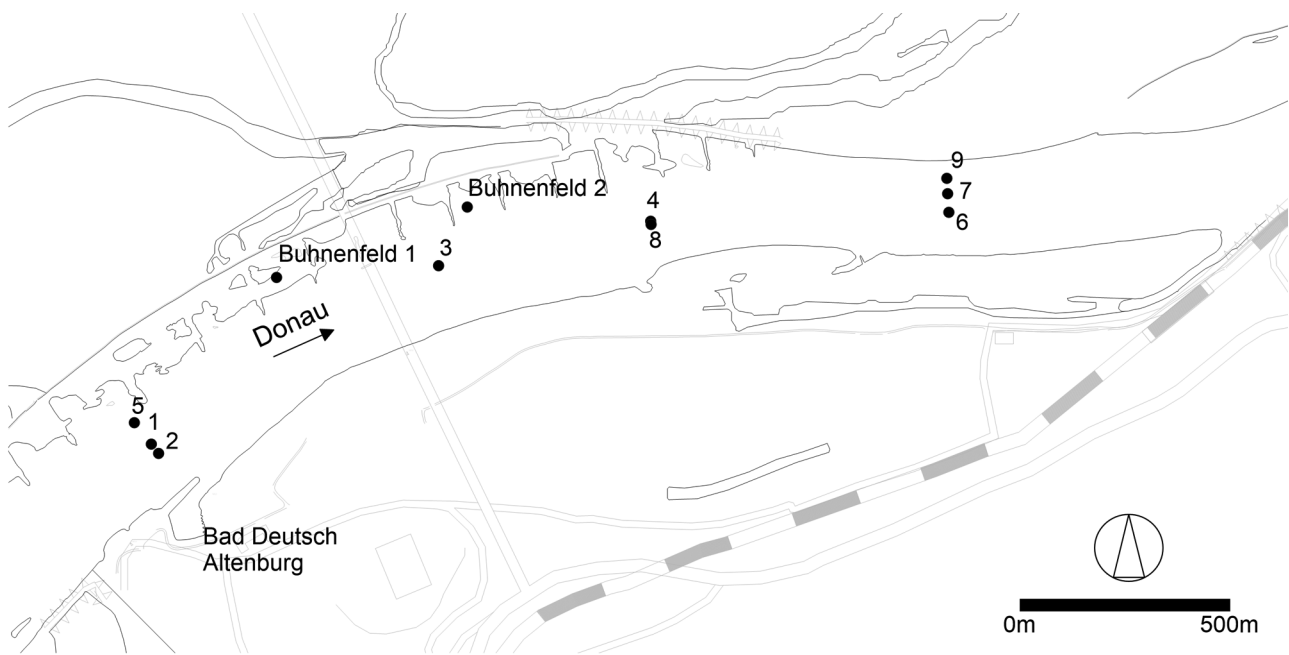 9
7
6
Buhnenfeld 2
4
8
3
Buhnenfeld 1
Donau
5
1
2
Bad Deutsch
Altenburg
0m
500m